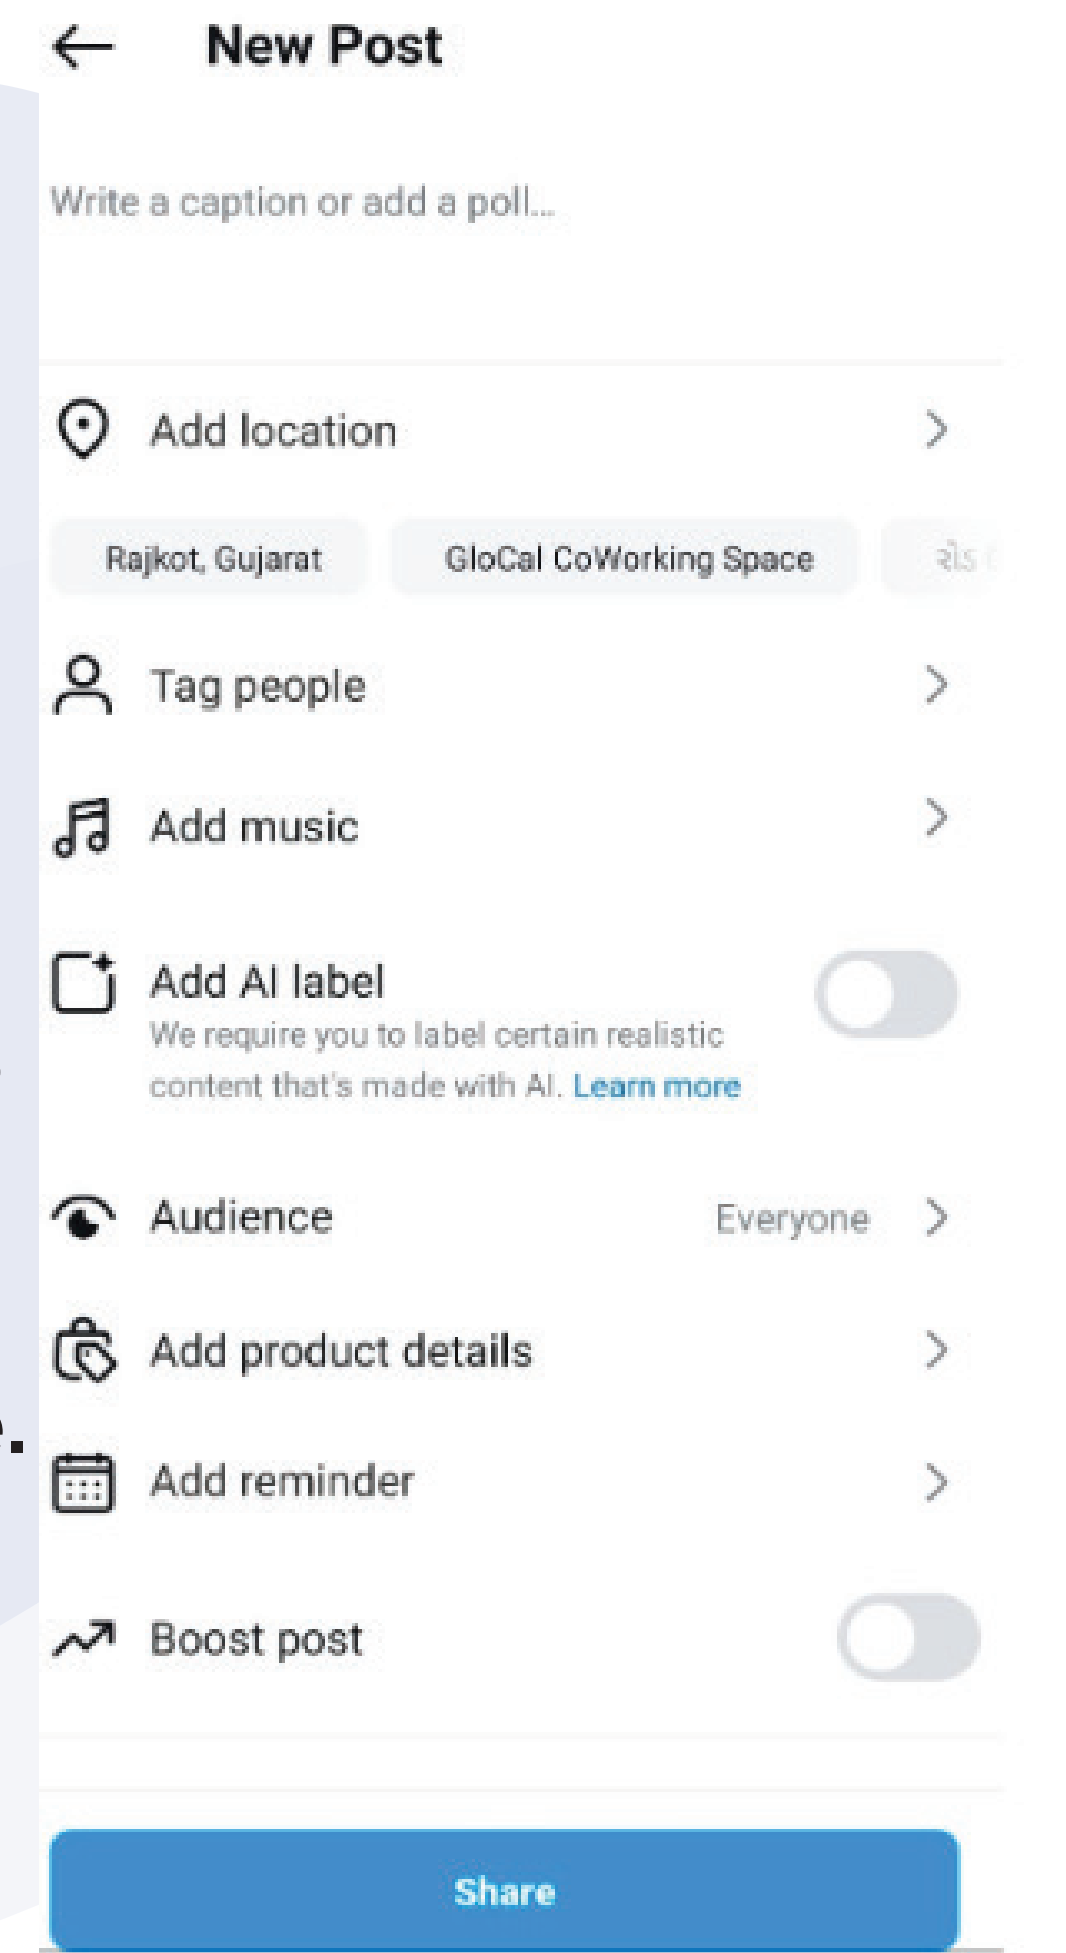 New Post
Write a caption or add a poll...
Add location
Rajkot, Gujarat
GloCal CoWorking Space
રોડ
Tag people
Add music
Add AI label
We require you to label certain realistic
content that's made with AI. Learn more
Audience
Everyone
Add product details
Add reminder
Boost post
Share